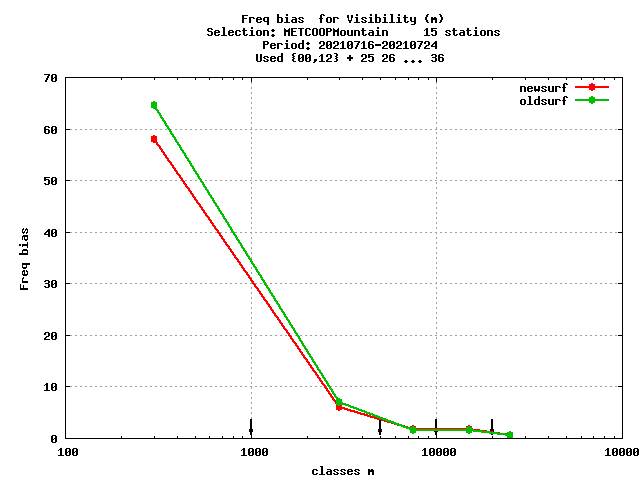 Freq bias  for Visibility (m)
Selection: METCOOPMountain     15 stations
Period: 20210716-20210724
Used {00,12} + 25 26 ... 36
newsurf
oldsurf
70
60
50
40
30
20
10
0
Freq bias
100
1000
10000
10000
classes m